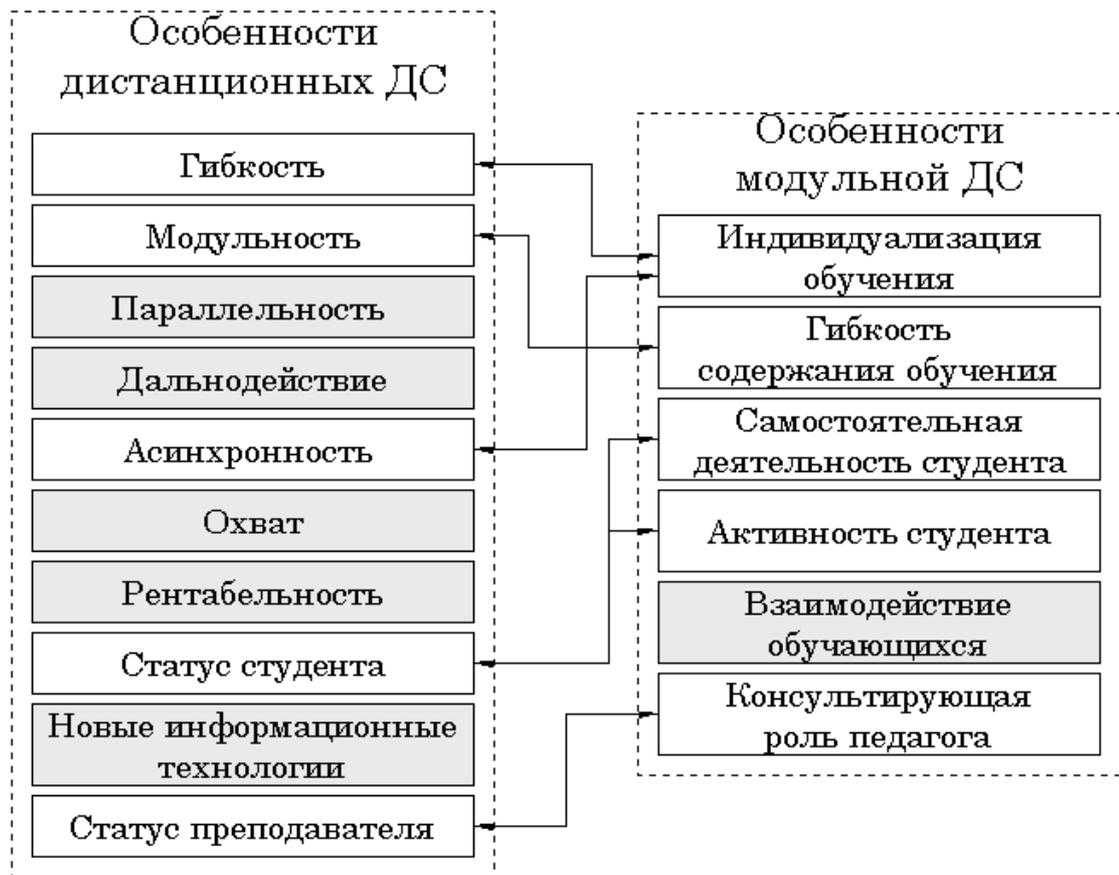 Особенности
дистанционных ДС
Гибкость
Модульность
Параллельность
Дальнодействие
Асинхронность
Охват
Рентабельность
Статус студента
Новые информационные
технологии
Статус преподавателя
Особенности
модульной ДС
Индивидуализация
обучения
Гибкость
содержания обучения
Самостоятельная
деятельность студента
Активность студента
Взаимодействие
обучающихся
Консультирующая
роль педагога